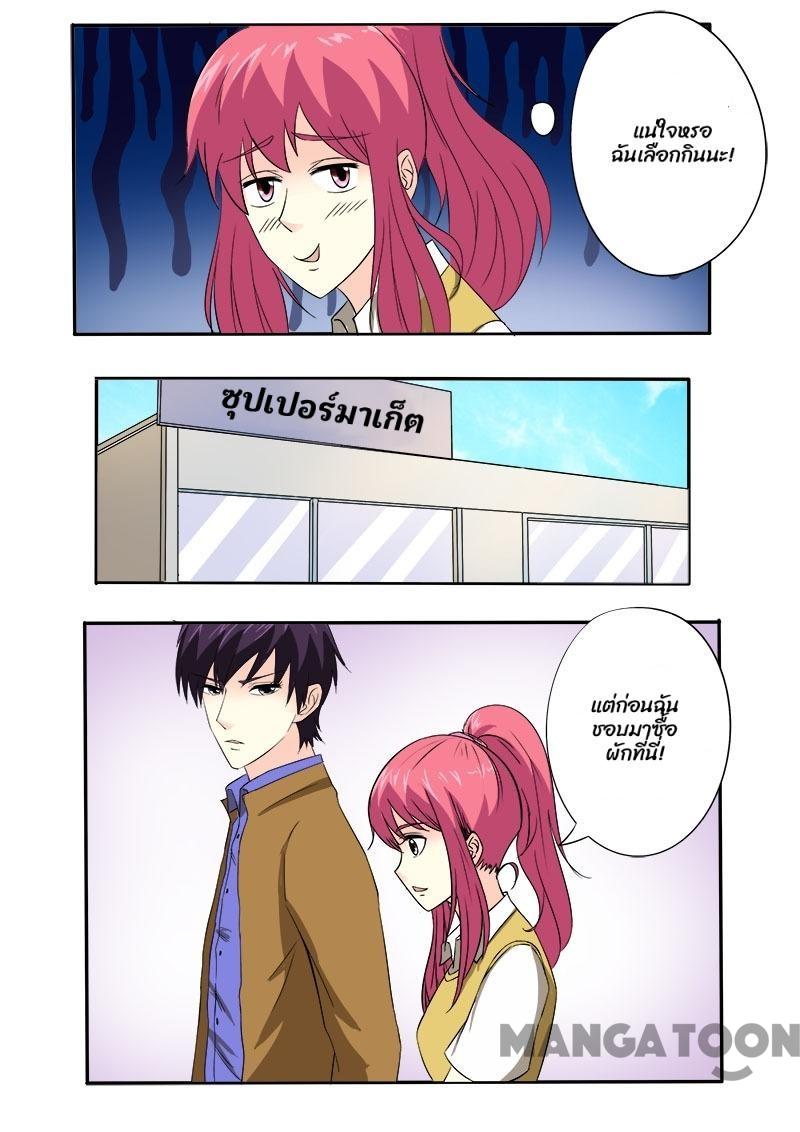 แน่ใจหรอ
ฉันเลือกกินนะ!
ซุปเปอร์มาเก็ต
แต่ก่อนฉัน
ชอบมาซื้อ
ผักที่นี่!
MANGATOON